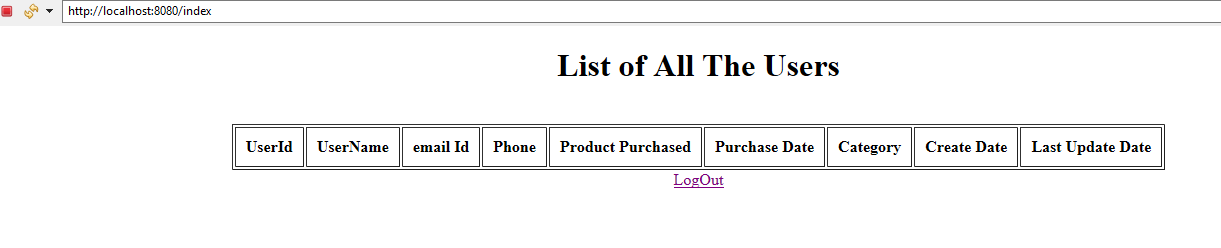 http://localhost:8080/index
List of All The Users
UserId UserName email Id Phone Product Purchased Purchase Date Category Create Date Last Update Date
LogOut